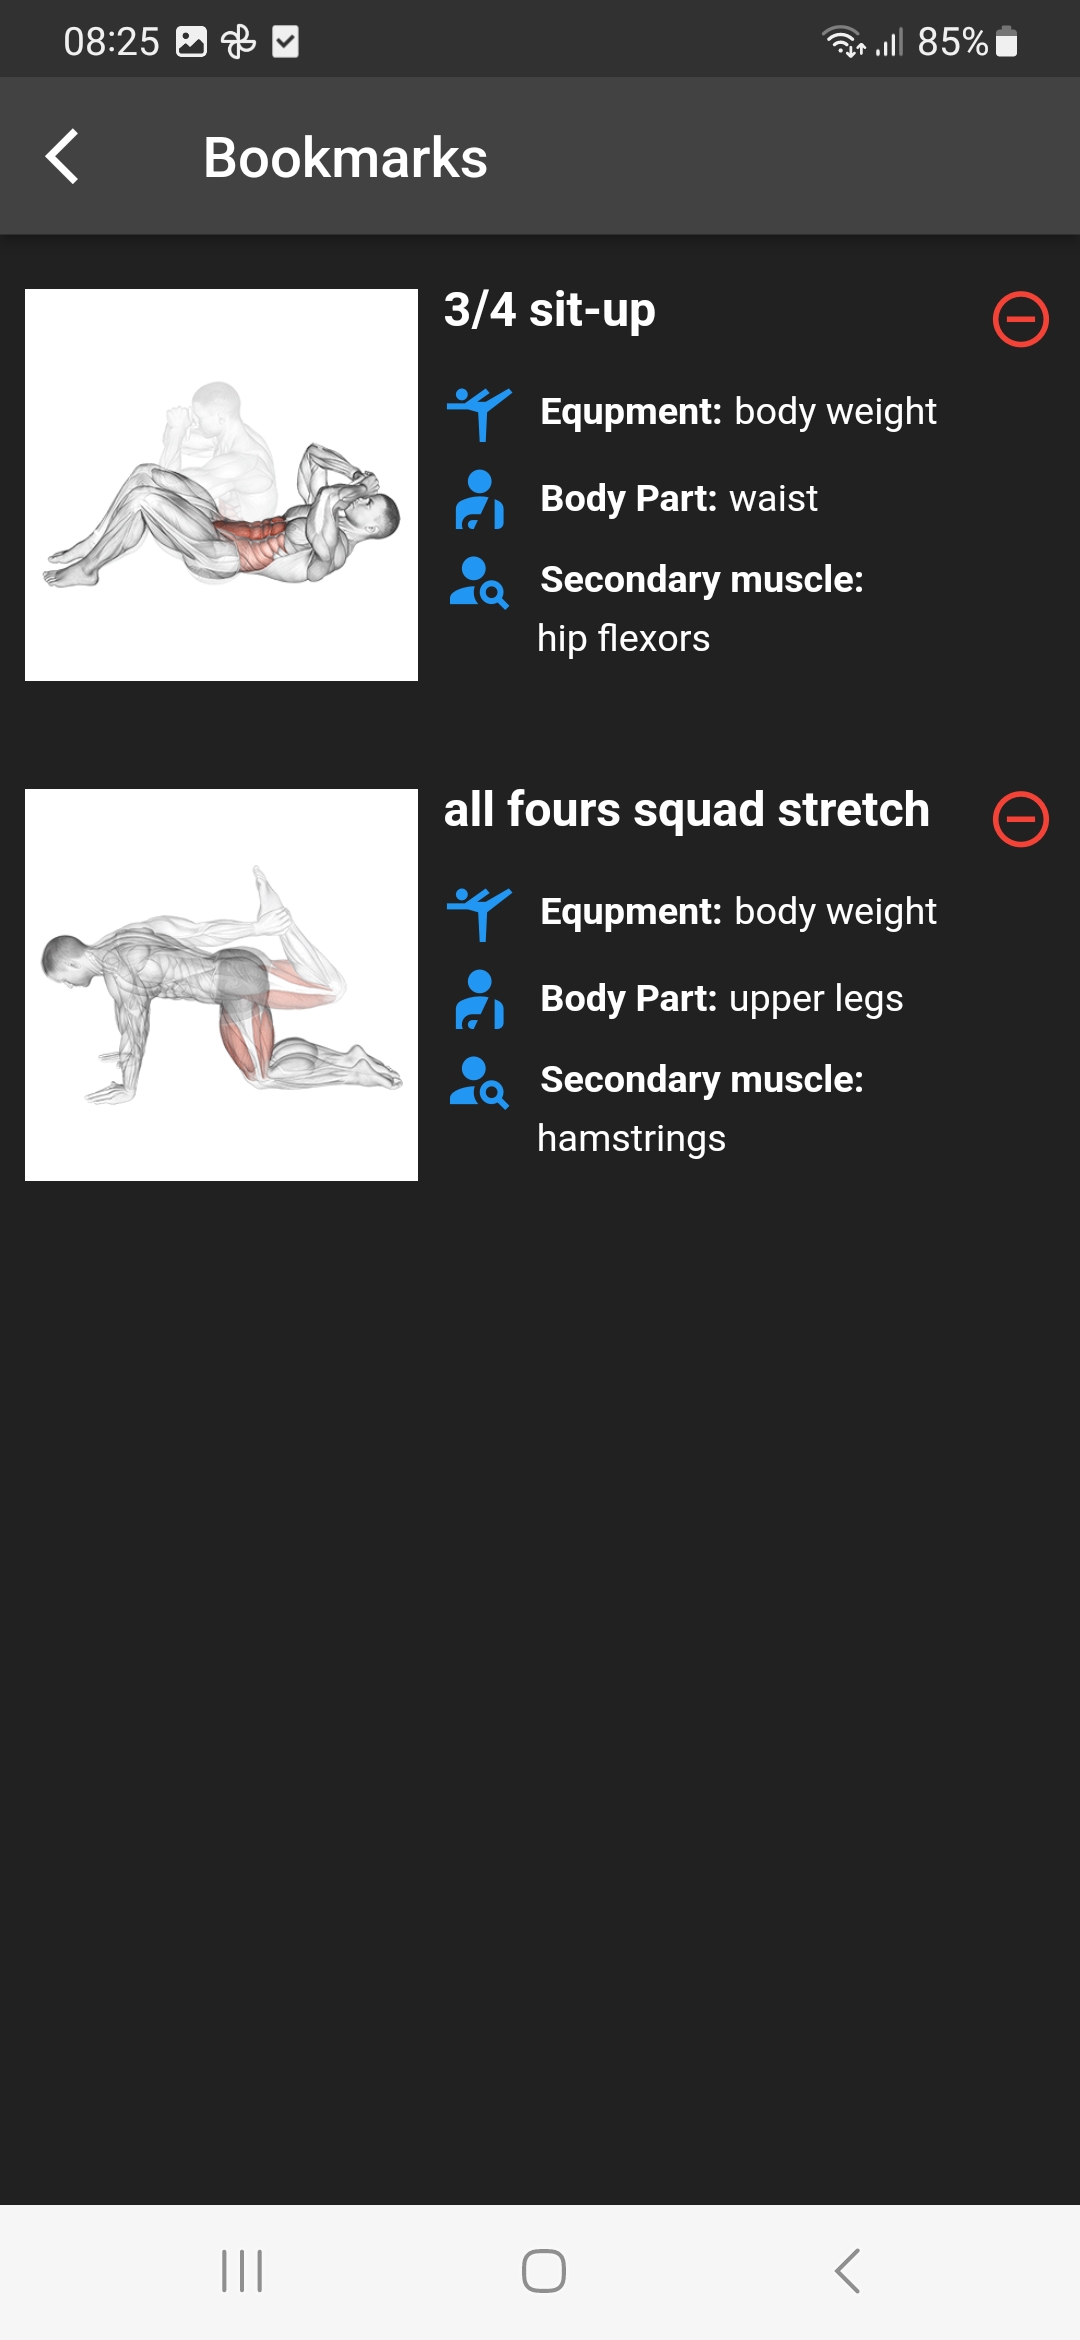 08:25
85%
Bookmarks
3/4 sit-up
Equpment: body weight
Body Part: waist
Secondary muscle:
hip flexors
all fours squad stretch
Equpment: body weight
Body Part: upper legs
Secondary muscle:
hamstrings